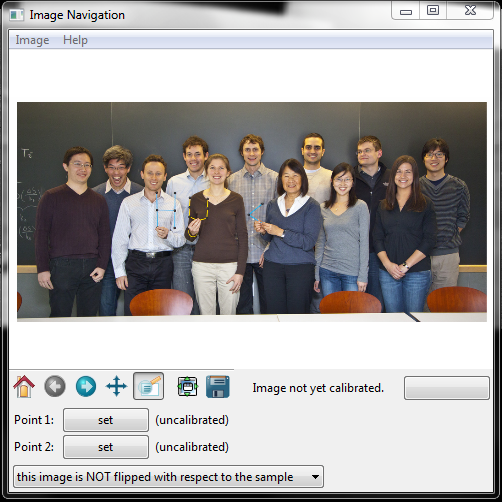 Image Navigation
Image Help
Image not yet calibrated.
Point 1: set (uncalibrated)
Point 2: set (uncalibrated)
this image is NOT flipped with respect to the sample